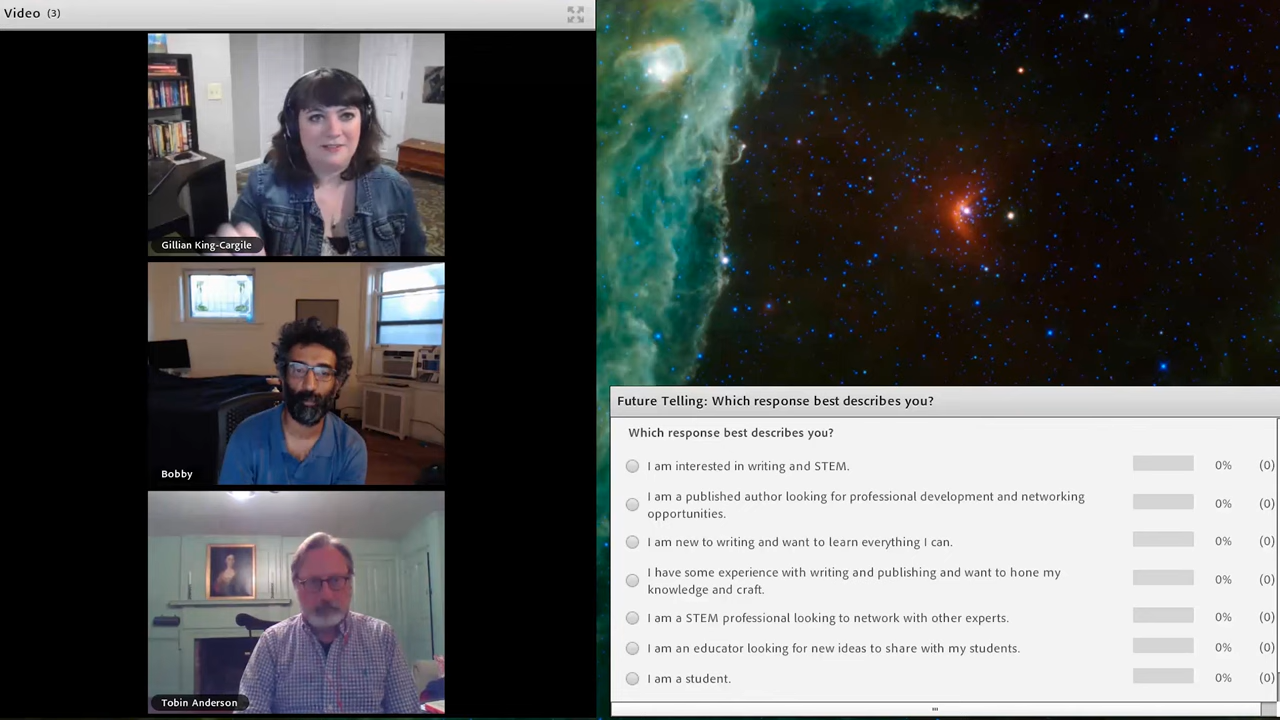 Video (3)
Gillian King-Cargile
Bobby
Tobin Anderson
Future Telling: Which response best describes you?
Which response best describes you?
I am interested in writing and STEM. 0% (0)
I am a published author looking for professional development and networking
opportunities. 0% (0)
I am new to writing and want to learn everything I can. 0% (0)
I have some experience with writing and publishing and want to hone my
knowledge and craft. 0% (0)
I am a STEM professional looking to network with other experts. 0% (0)
I am an educator looking for new ideas to share with my students. 0% (0)
I am a student. 0% (0)